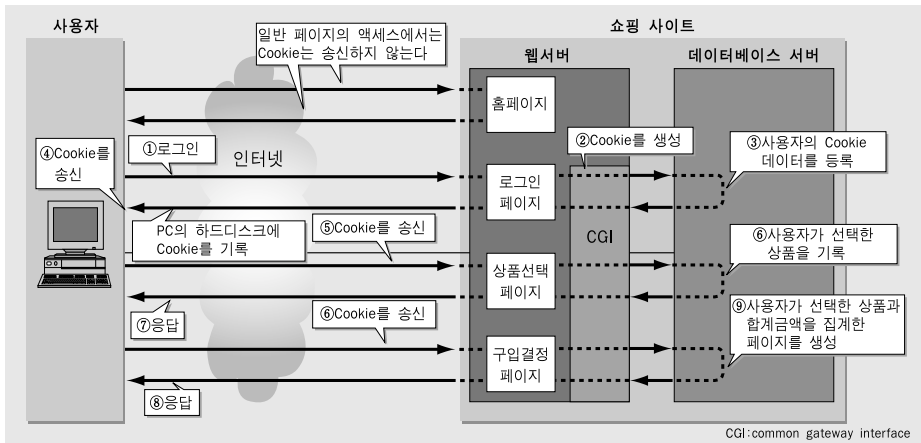 사용자
쇼핑 사이트
일반 페이지의 액세스에서는
Cookie는 송신하지 않는다
웹서버
데이터베이스 서버
홈페이지
①로그인
인터넷
②Cookie를 생성
③사용자의 Cookie
데이터를 등록
④Cookie를
송신
로그인
페이지
PC의 하드디스크에
Cookie를 기록
⑤Cookie를 송신
CGI
⑥사용자가 선택한
상품을 기록
상품선택
페이지
⑦응답
⑥Cookie를 송신
⑨사용자가 선택한 상품과
합계금액을 집계한
페이지를 생성
구입결정
페이지
⑧응답
CGI:common gateway interface